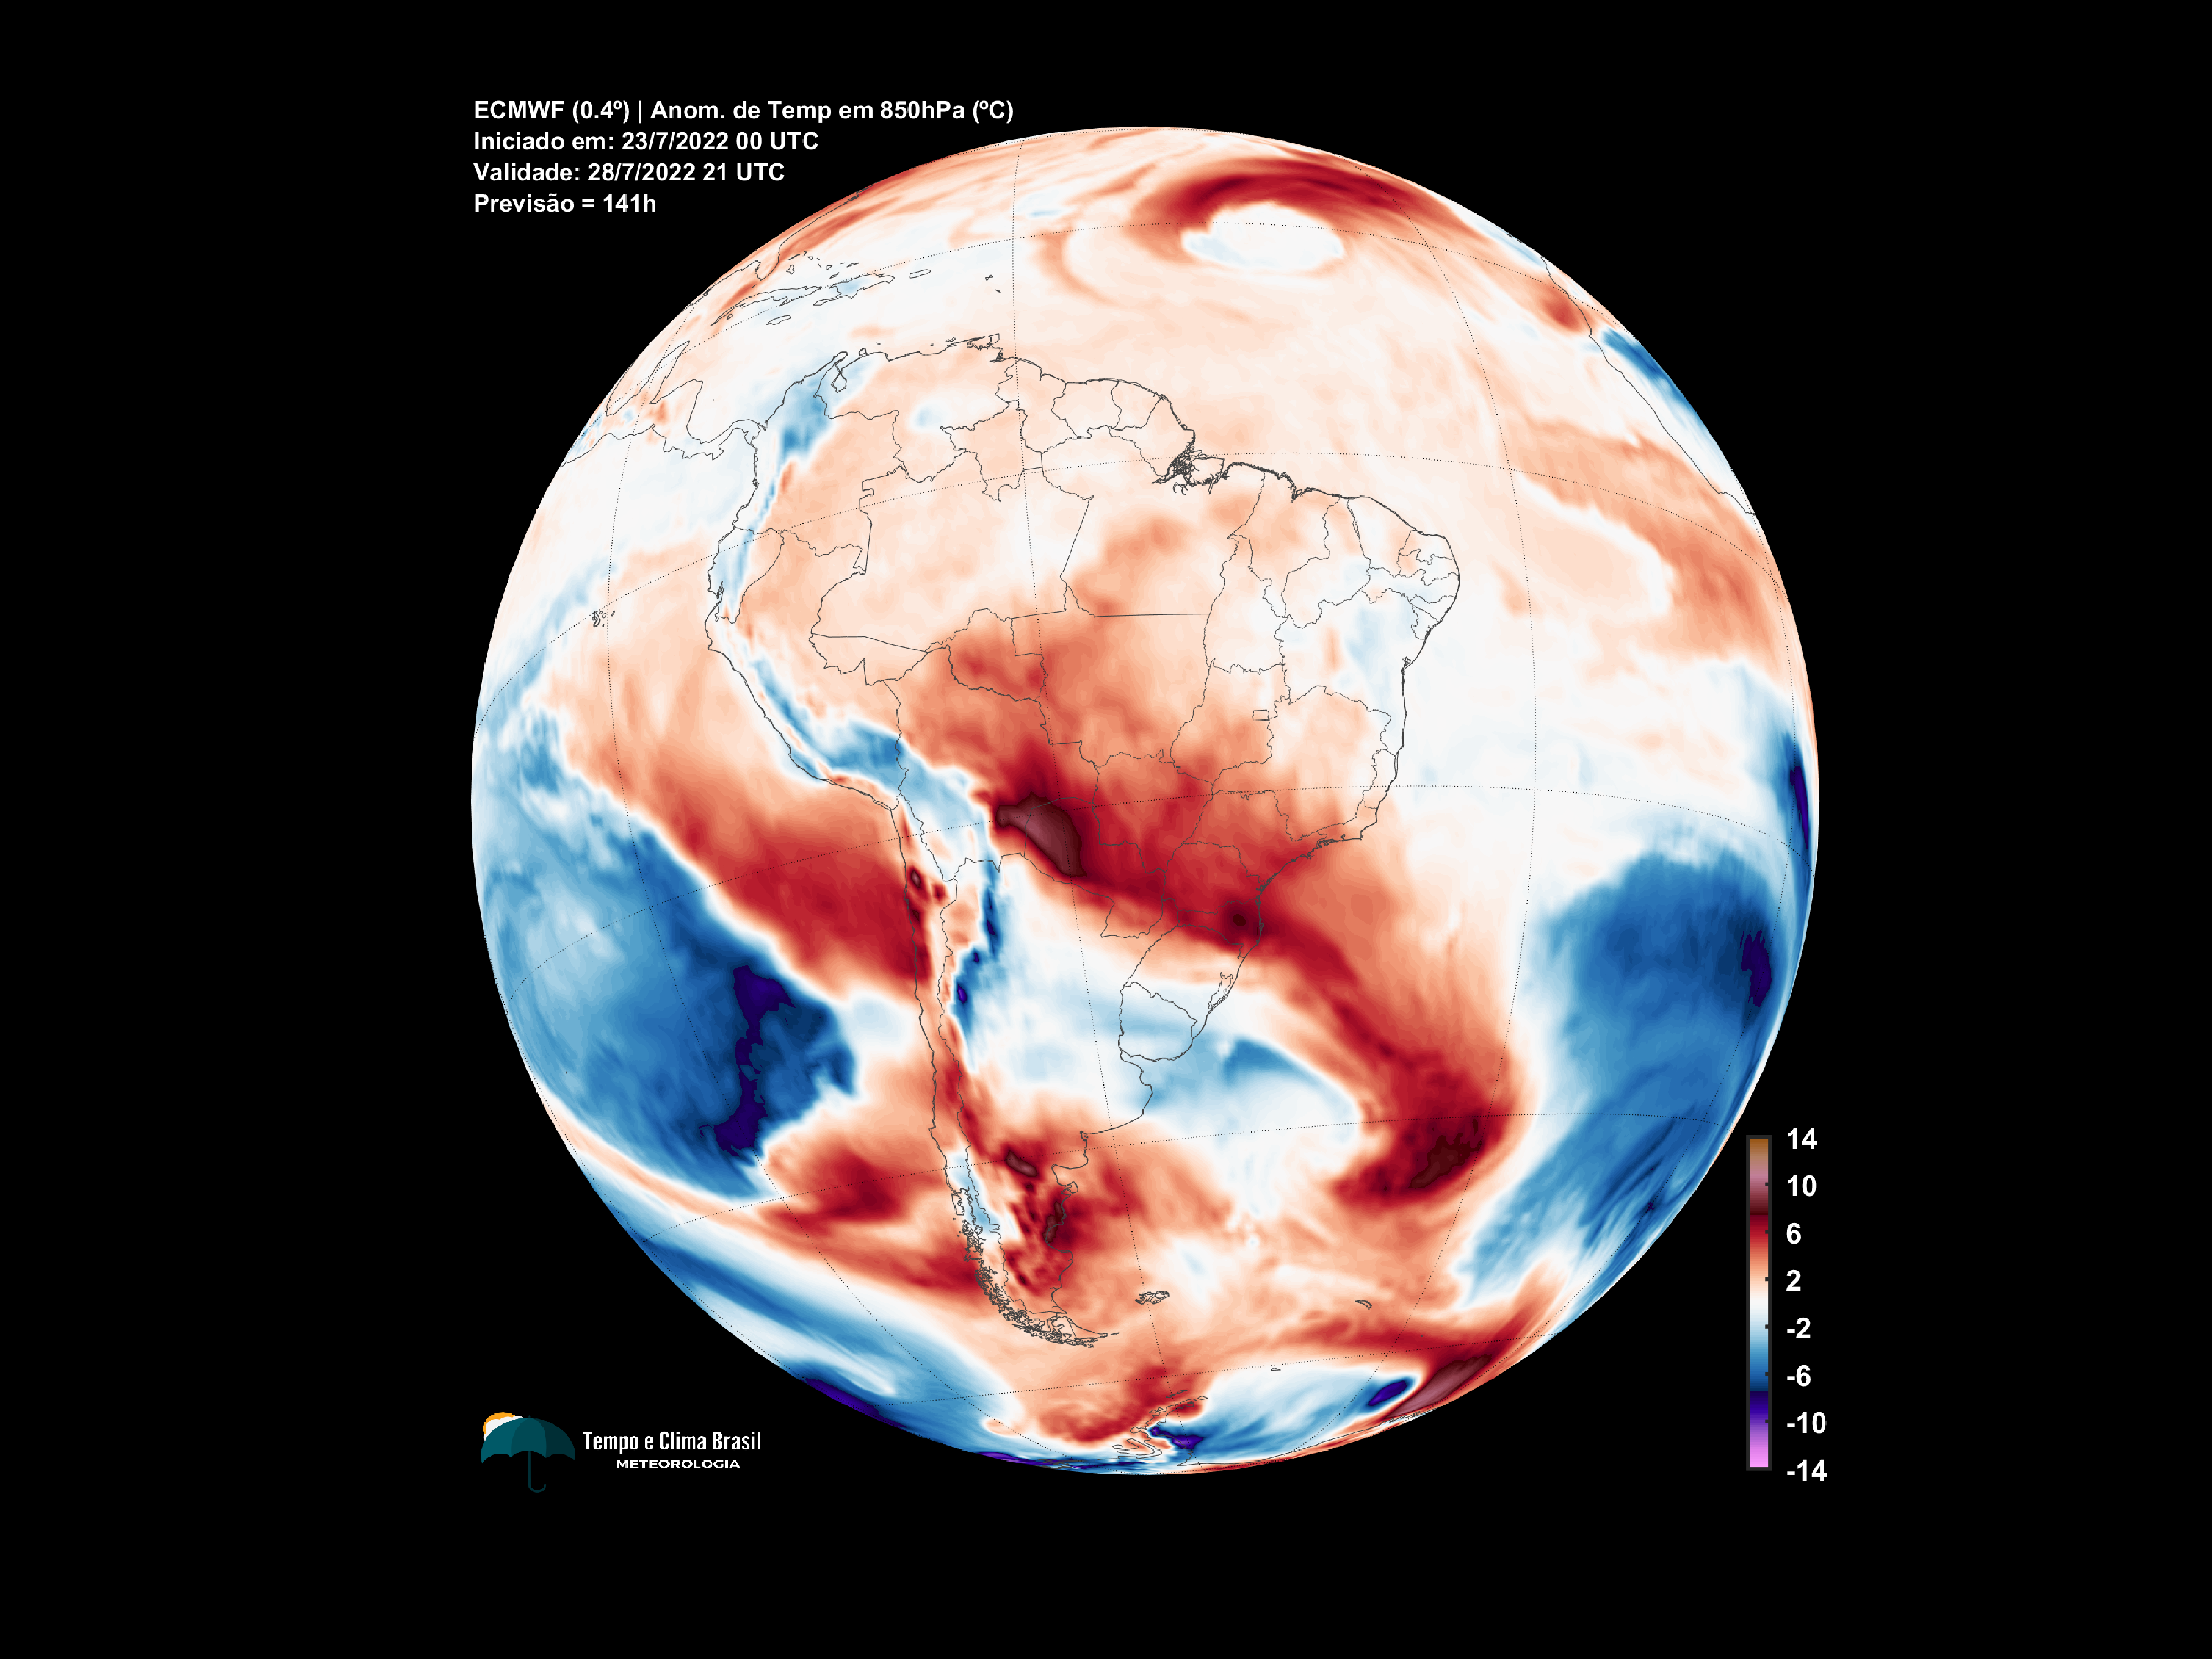 ECMWF (0.4º) | Anom. de Temp em 850hPa (ºC)
Iniciado em: 23/7/2022 00 UTC
Validade: 28/7/2022 21 UTC
Previsão = 141h
14
10
6
2
-2
-6
-10
-14
Tempo e Clima Brasil
METEOROLOGIA